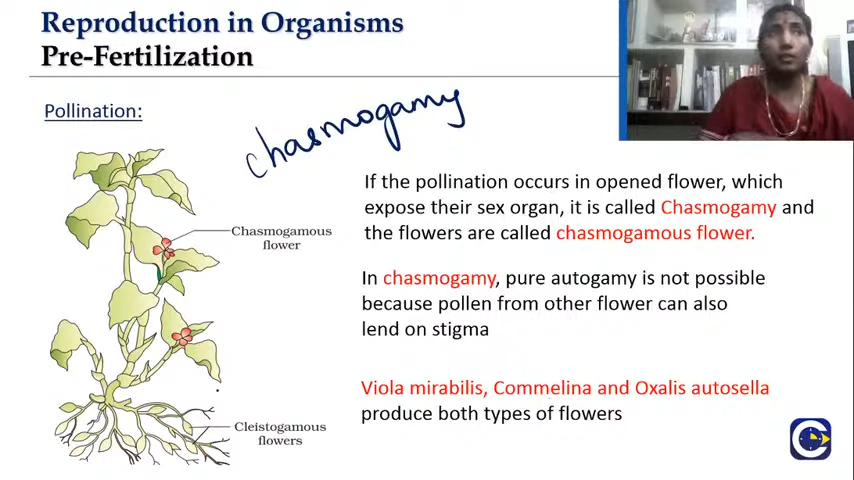 Reproduction in Organisms
Pre-Fertilization
Pollination:
chasmogamy
If the pollination occurs in opened flower, which
expose their sex organ, it is called Chasmogamy and
the flowers are called chasmogamous flower.
Chasmogamous
flower
In chasmogamy, pure autogamy is not possible
because pollen from other flower can also
lend on stigma
Viola mirabilis, Commelina and Oxalis autosella
produce both types of flowers
Cleistogamous
flowers